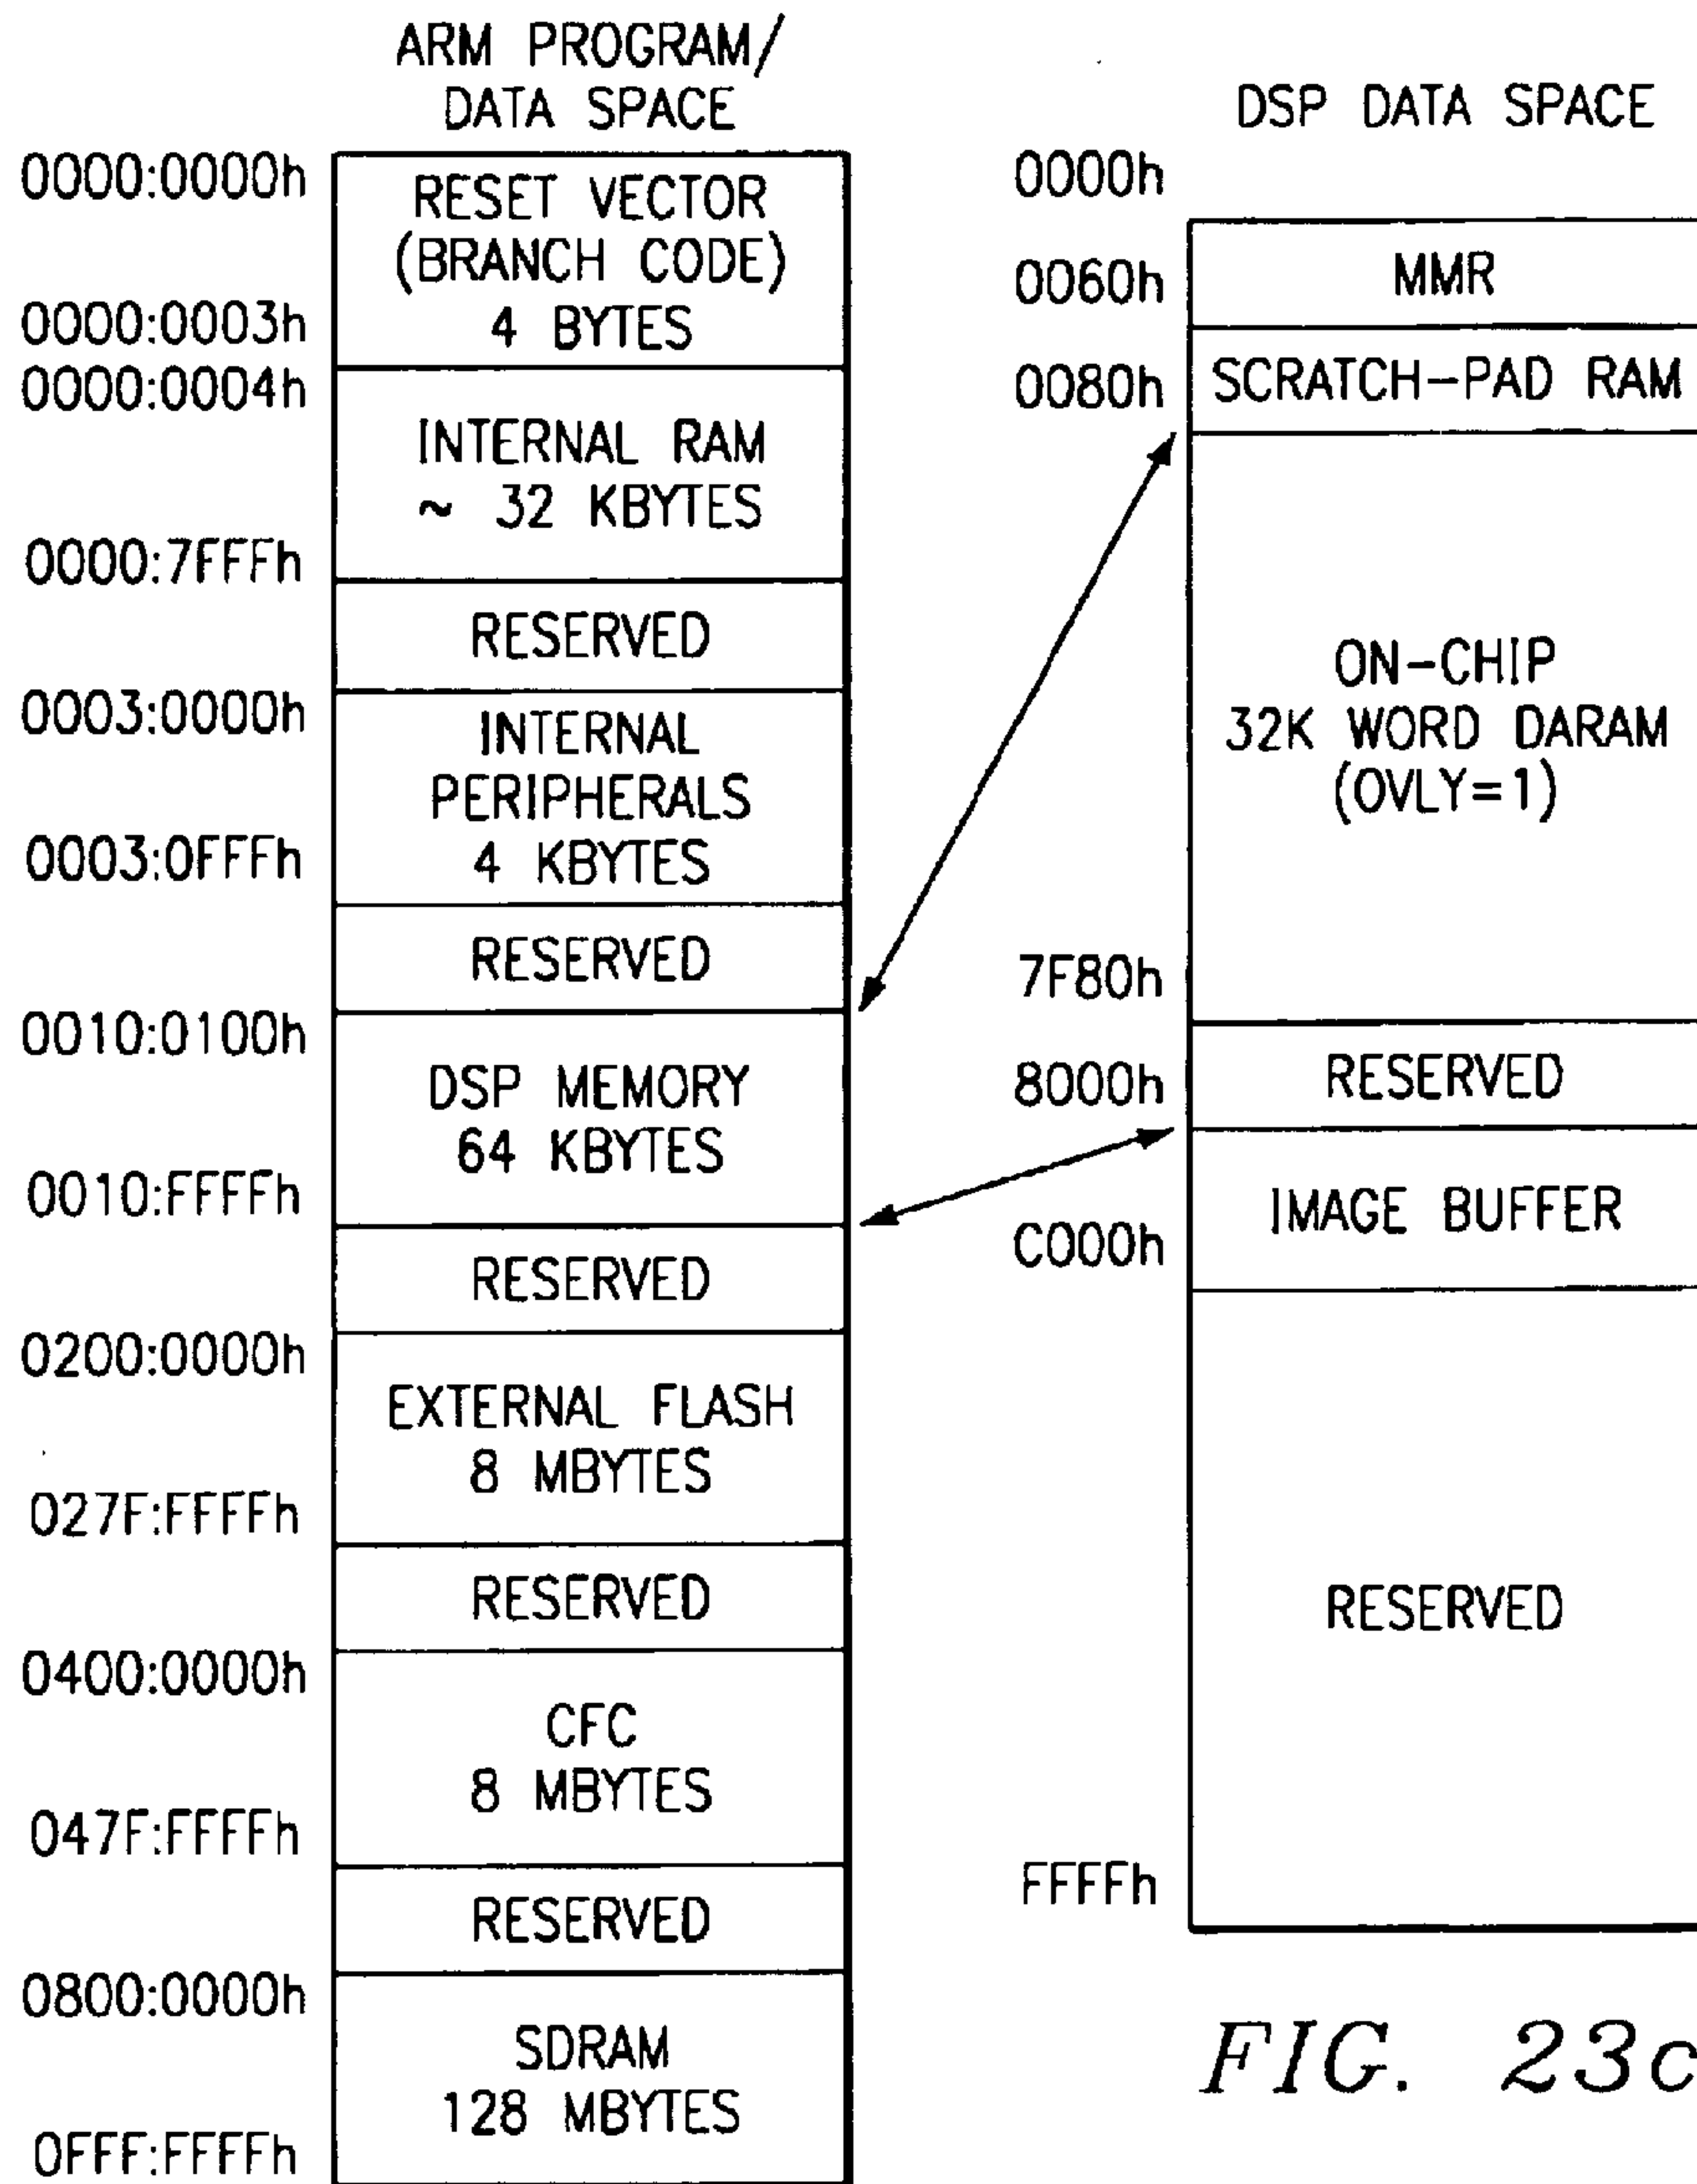 ARM PROGRAM/
DATA SPACE
0000:0000h
RESET VECTOR
(BRANCH CODE)
0000:0003h
4 BYTES
0000:0004h
INTERNAL RAM
~ 32 KBYTES
0000:7FFFh
RESERVED
0003:0000h
INTERNAL
PERIPHERALS
0003:0FFFh
4 KBYTES
RESERVED
0010:0100h
DSP MEMORY
64 KBYTES
0010:FFFFh
RESERVED
0200:0000h
EXTERNAL FLASH
8 MBYTES
027F:FFFFh
RESERVED
0400:0000h
CFC
8 MBYTES
047F:FFFFh
RESERVED
0800:0000h
SDRAM
128 MBYTES
0FFF:FFFFh
DSP DATA SPACE
0000h
0060h
MMR
0080h
SCRATCH-PAD RAM
ON-CHIP
32K WORD DARAM
(OVLY=1)
7F80h
8000h
RESERVED
IMAGE BUFFER
C000h
RESERVED
FFFFh
FIG. 23c